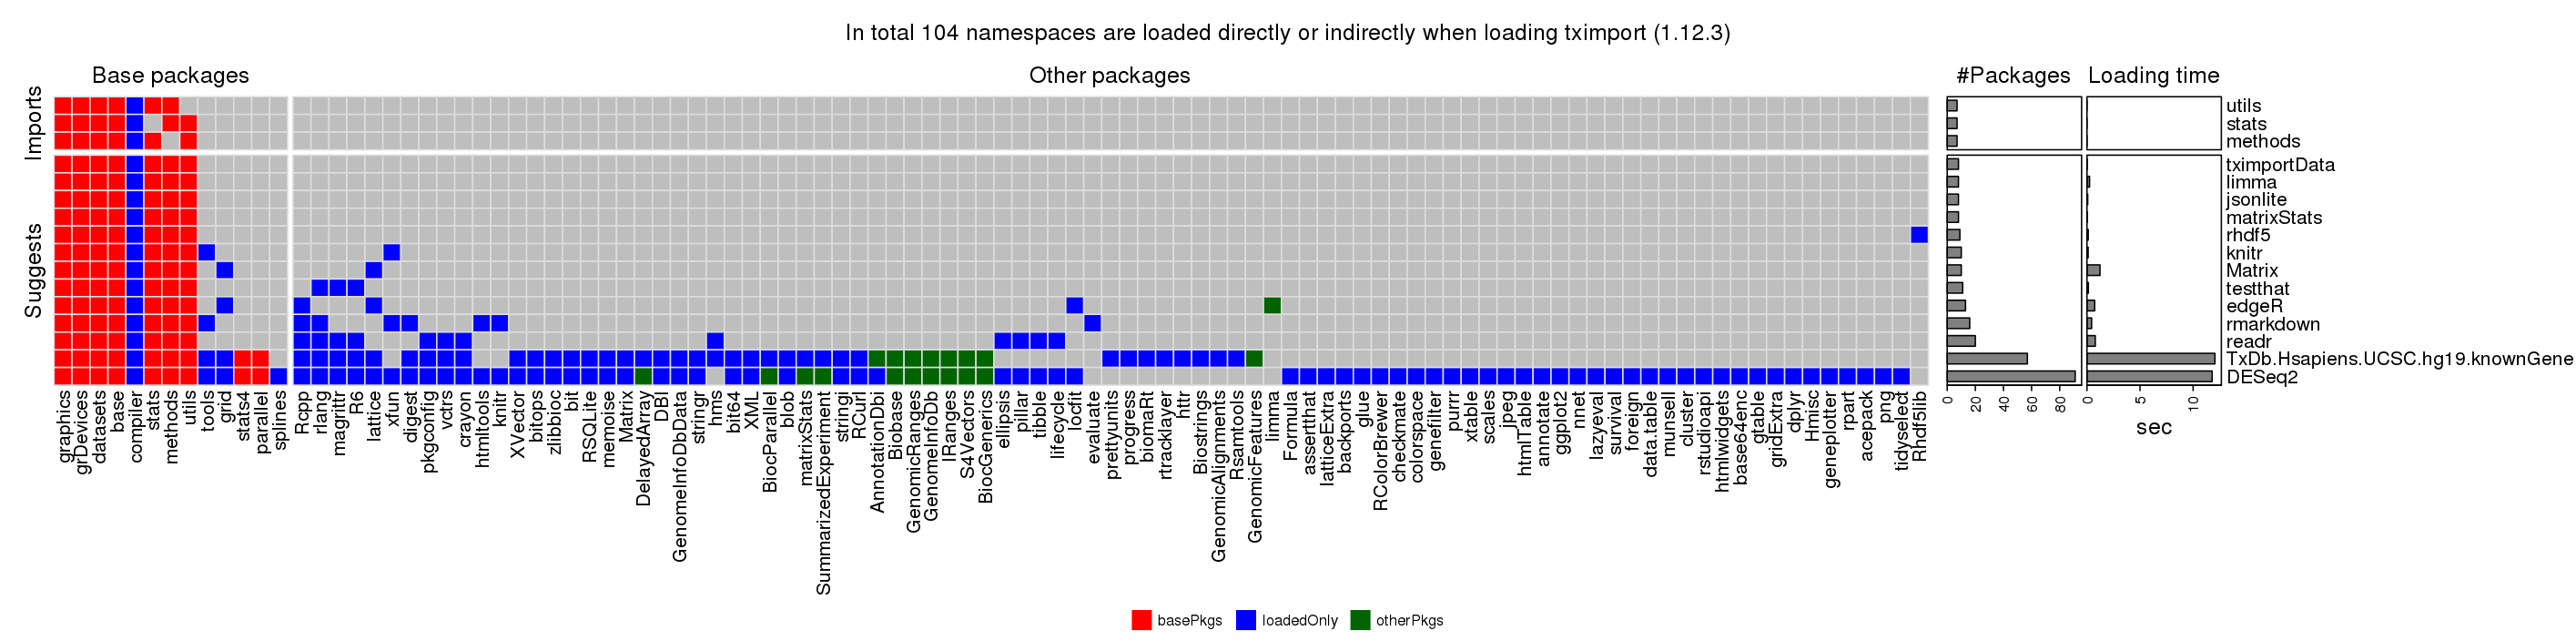 In total 104 namespaces are loaded directly or indirectly when loading tximport (1.12.3)
Base packages
Other packages
#Packages
Loading time
Imports
Suggests
utils
stats
methods
tximportData
limma
jsonlite
matrixStats
rhdf5
knitr
Matrix
testthat
edgeR
rmarkdown
readr
TxDb.Hsapiens.UCSC.hg19.knownGene
DESeq2
graphics
grDevices
datasets
base
compiler
stats
methods
utils
tools
grid
stats4
parallel
splines
Rcpp
rlang
magrittr
R6
lattice
xfun
digest
pkgconfig
vctrs
crayon
htmltools
knitr
XVector
bitops
zlibbioc
bit
RSQLite
memoise
Matrix
DelayedArray
DBI
GenomeInfoDbData
stringr
hms
bit64
XML
BiocParallel
blob
matrixStats
SummarizedExperiment
stringi
RCurl
AnnotationDbi
Biobase
GenomicRanges
GenomeInfoDb
IRanges
S4Vectors
BiocGenerics
ellipsis
pillar
tibble
lifecycle
locfit
evaluate
prettyunits
progress
biomaRt
rtracklayer
httr
Biostrings
GenomicAlignments
Rsamtools
GenomicFeatures
limma
Formula
assertthat
latticeExtra
backports
glue
RColorBrewer
checkmate
colorspace
genefilter
purrr
xtable
scales
jpeg
htmlTable
annotate
ggplot2
nnet
lazyeval
survival
foreign
data.table
munsell
cluster
rstudioapi
htmlwidgets
base64enc
gtable
gridExtra
dplyr
Hmisc
geneplotter
rpart
acepack
png
tidyselect
Rhdf5lib
0
20
40
60
80
0
5
10
sec
basePkgs
loadedOnly
otherPkgs